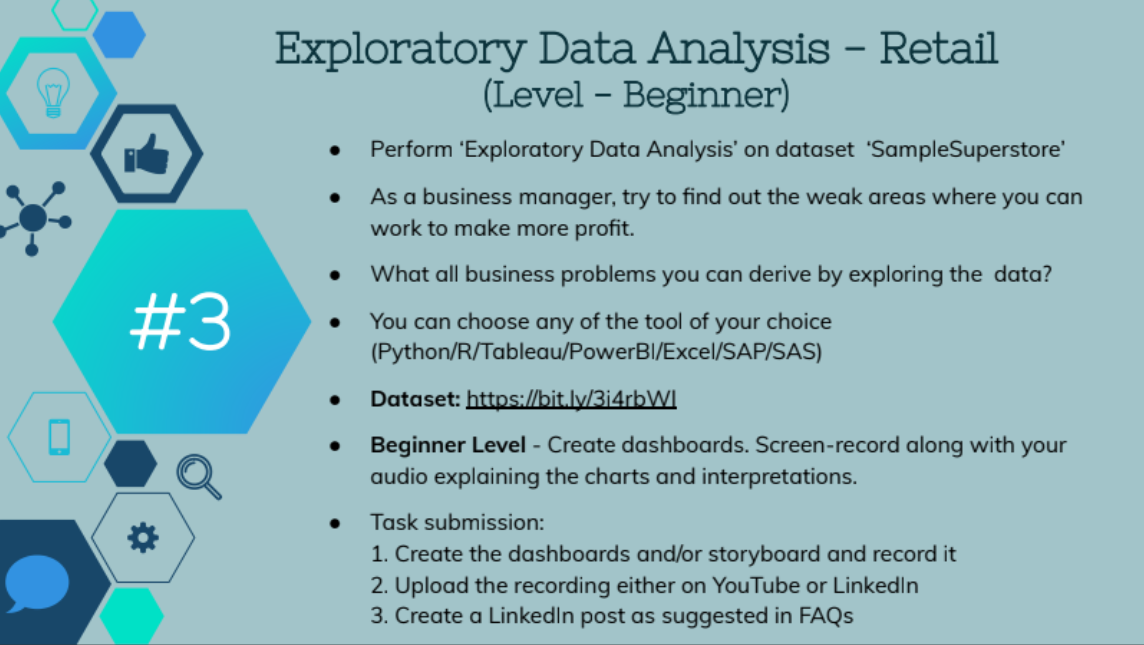 Exploratory Data Analysis – Retail
(Level – Beginner)
● Perform ‘Exploratory Data Analysis’ on dataset ‘SampleSuperstore’
● As a business manager, try to find out the weak areas where you can
work to make more profit.
● What all business problems you can derive by exploring the data?
#3
● You can choose any of the tool of your choice
(Python/R/Tableau/PowerBI/Excel/SAP/SAS)
● Dataset: https://bit.ly/3i4rbWl
● Beginner Level - Create dashboards. Screen-record along with your
audio explaining the charts and interpretations.
● Task submission:
1. Create the dashboards and/or storyboard and record it
2. Upload the recording either on YouTube or LinkedIn
3. Create a LinkedIn post as suggested in FAQs